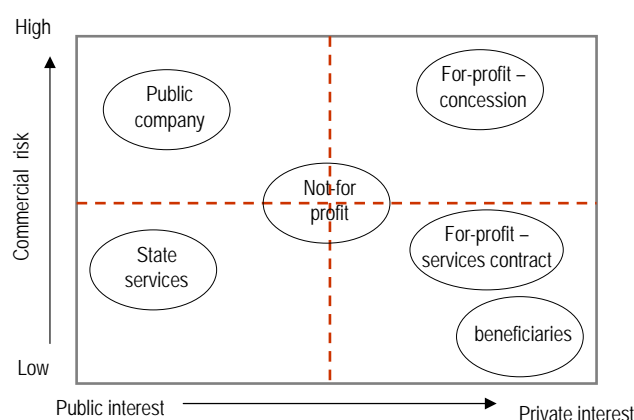 High
Public
company
For-profit –
concession
Commercial risk
Not-for
profit
State
services
For-profit –
services contract
beneficiaries
Low
Public interest
Private interest